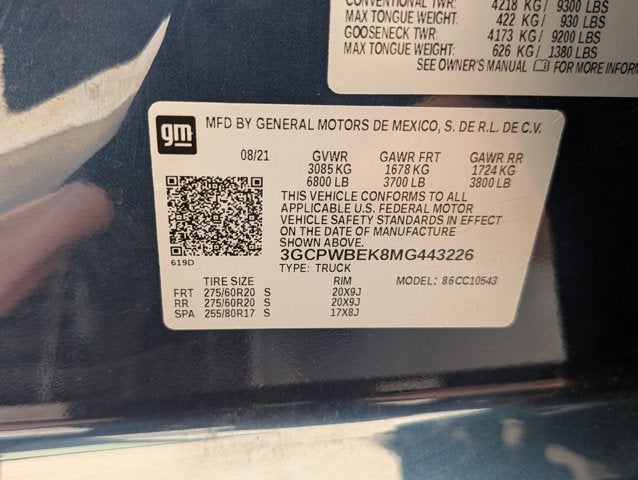 CONVENTIONAL TWR: 4218 KG / 9300 LBS
MAX TONGUE WEIGHT: 422 KG / 930 LBS
GOOSENECK TWR: 4173 KG / 9200 LBS
MAX TONGUE WEIGHT: 626 KG / 1380 LBS
SEE OWNER'S MANUAL FOR MORE INFORM
gm
MFD BY GENERAL MOTORS DE MEXICO, S. DE R.L. DE C.V.
08/21 GVWR GAWR FRT GAWR RR
3085 KG 1678 KG 1724 KG
6800 LB 3700 LB 3800 LB
THIS VEHICLE CONFORMS TO ALL
APPLICABLE U.S. FEDERAL MOTOR
VEHICLE SAFETY STANDARDS IN EFFECT
ON THE DATE OF MANUFACTURE
SHOWN ABOVE.
619D
3GCPWBEK8MG443226
TYPE: TRUCK
TIRE SIZE RIM MODEL: 86CC10543
FRT 275/60R20 S 20X9J
RR 275/60R20 S 20X9J
SPA 255/80R17 S 17X8J